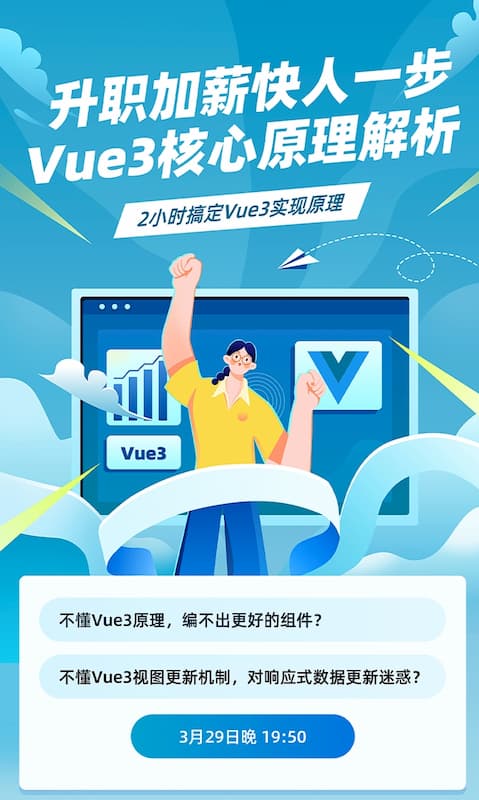 升职加薪快人一步
Vue3核心原理解析
2小时搞定Vue3实现原理
Vue3
不懂Vue3原理，编不出更好的组件？
不懂Vue3视图更新机制，对响应式数据更新迷惑？
3月29日晚 19:50